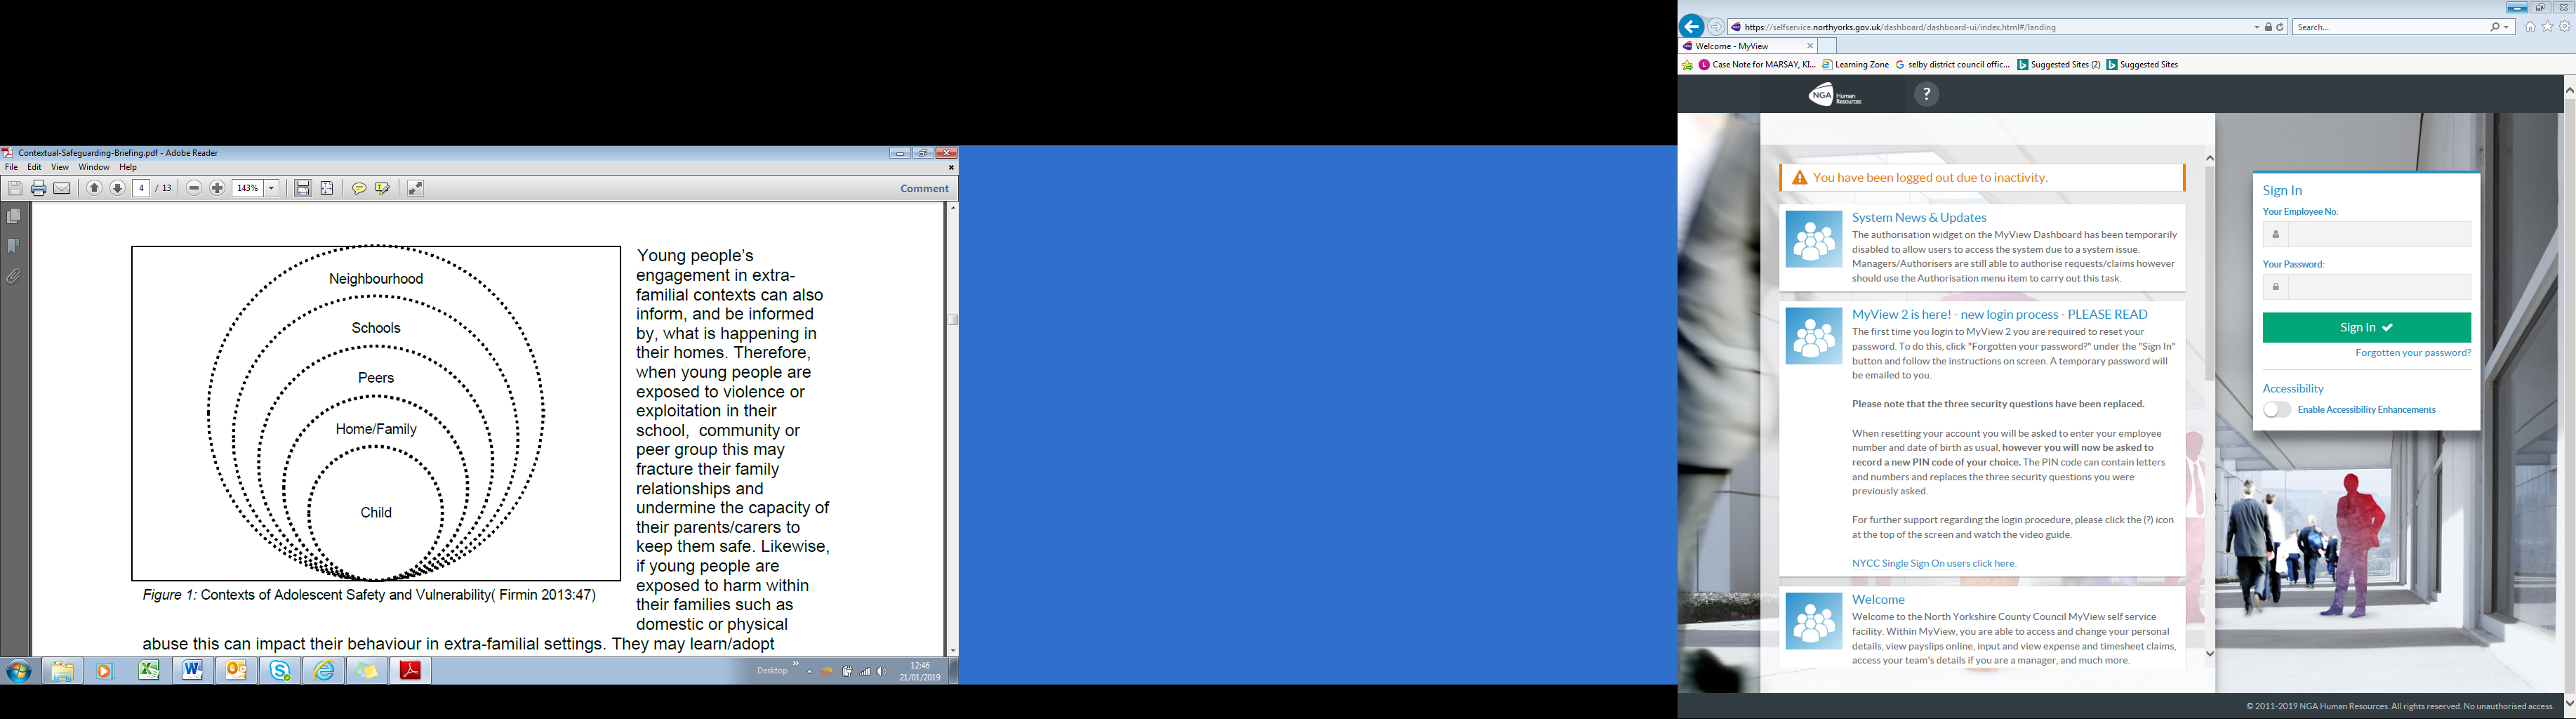 Contextual-Safeguarding-Briefing.pdf - Adobe Reader
File Edit View Window Help
4 / 13
143%
Comment
Neighbourhood
Schools
Peers
Home/Family
Child
Figure 1: Contexts of Adolescent Safety and Vulnerability( Firmin 2013:47)
Young people's
engagement in extra-
familial contexts can also
inform, and be informed
by, what is happening in
their homes. Therefore,
when young people are
exposed to violence or
exploitation in their
school, community or
peer group this may
fracture their family
relationships and
undermine the capacity of
their parents/carers to
keep them safe. Likewise,
if young people are
exposed to harm within
their families such as
domestic or physical
abuse this can impact their behaviour in extra-familial settings. They may learn/adopt
Desktop
12:46
21/01/2019
https://selfservice.northyorks.gov.uk/dashboard/dashboard-ui/index.html#/landing
Search...
Welcome - MyView
Case Note for MARSAY, KI... Learning Zone selby district council offic... Suggested Sites (2) Suggested Sites
NGA Human
Resources
?
You have been logged out due to inactivity.
System News & Updates
The authorisation widget on the MyView Dashboard has been temporarily
disabled to allow users to access the system due to a system issue.
Managers/Authorisers are still able to authorise requests/claims however
should use the Authorisation menu item to carry out this task.
MyView 2 is here! - new login process - PLEASE READ
The first time you login to MyView 2 you are required to reset your
password. To do this, click "Forgotten your password?" under the "Sign In"
button and follow the instructions on screen. A temporary password will
be emailed to you.
Please note that the three security questions have been replaced.
When resetting your account you will be asked to enter your employee
number and date of birth as usual, however you will now be asked to
record a new PIN code of your choice. The PIN code can contain letters
and numbers and replaces the three security questions you were
previously asked.
For further support regarding the login procedure, please click the (?) icon
at the top of the screen and watch the video guide.
NYCC Single Sign On users click here.
Welcome
Welcome to the North Yorkshire County Council MyView self service
facility. Within MyView, you are able to access and change your personal
details, view payslips online, input and view expense and timesheet claims,
access your team's details if you are a manager, and much more.
Sign In
Your Employee No:
Your Password:
Sign In
Forgotten your password?
Accessibility
Enable Accessibility Enhancements
© 2011-2019 NGA Human Resources. All rights reserved. No unauthorised access.